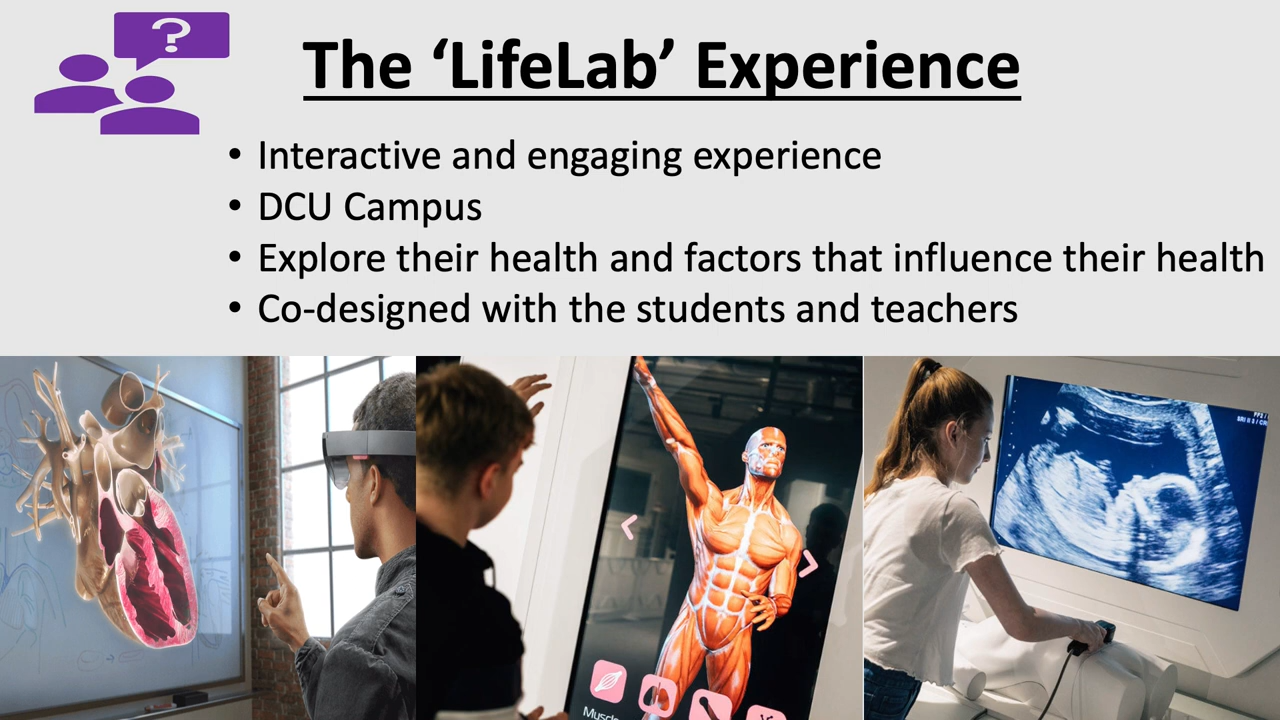 ?
The ‘LifeLab’ Experience
• Interactive and engaging experience
• DCU Campus
• Explore their health and factors that influence their health
• Co-designed with the students and teachers